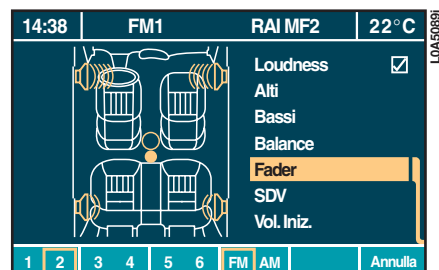 14:38 FM1 RAI MF2 22°C
Loudness
Alti
Bassi
Balance
Fader
SDV
Vol. Iniz.
1 2 3 4 5 6 FM AM Annulla
L0A5089i